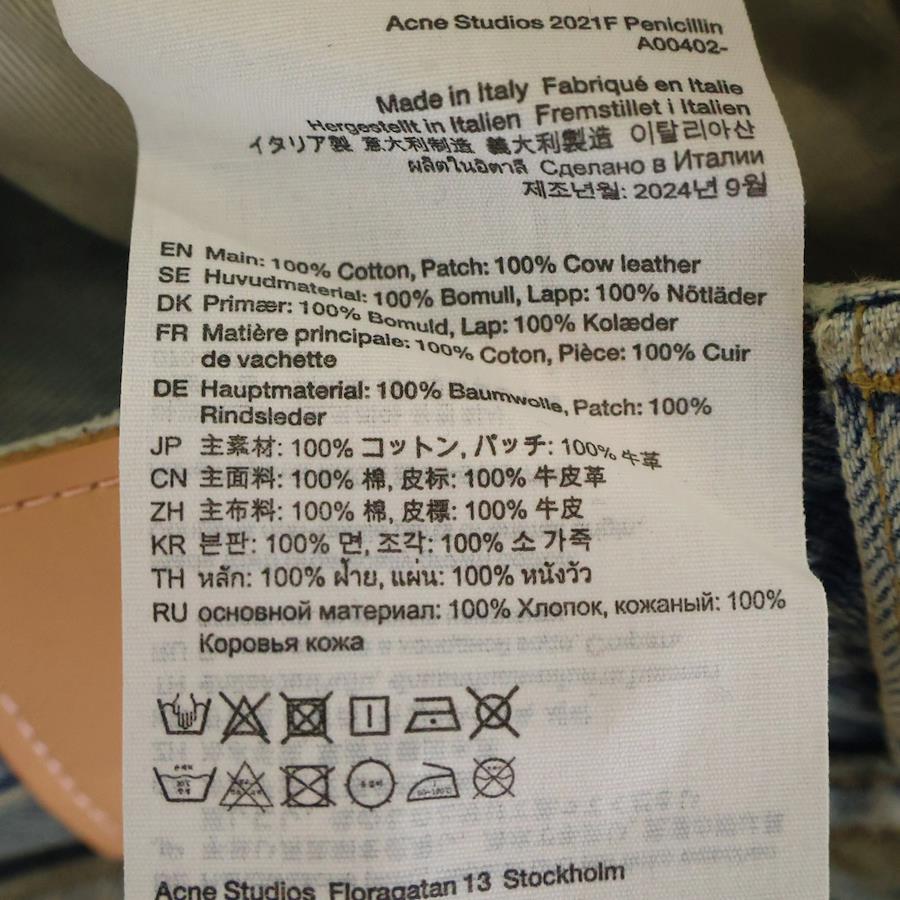 Acne Studios 2021F Penicillin
A00402-
Made in Italy Fabriqué en Italie
Hergestellt in Italien Fremstillet i Italien
イタリア製 意大利制造 義大利製造 이탈리아산
ผลิตในอิตาลี Сделано в Италии
제조년월: 2024년 9월
EN Main: 100% Cotton, Patch: 100% Cow leather
SE Huvudmaterial: 100% Bomull, Lapp: 100% Nötläder
DK Primær: 100% Bomuld, Lap: 100% Kolæder
FR Matière principale: 100% Coton, Pièce: 100% Cuir
de vachette
DE Hauptmaterial: 100% Baumwolle, Patch: 100%
Rindsleder
JP 主素材: 100% コットン, パッチ: 100% 牛革
CN 主面料: 100% 棉, 皮标: 100% 牛皮革
ZH 主布料: 100% 棉, 皮標: 100% 牛皮
KR 본판: 100% 면, 조각: 100% 소 가죽
TH หลัก: 100% ฝ้าย, แผ่น: 100% หนังวัว
RU основной материал: 100% Хлопок, кожаный: 100%
Коровья кожа
Acne Studios Floragatan 13 Stockholm